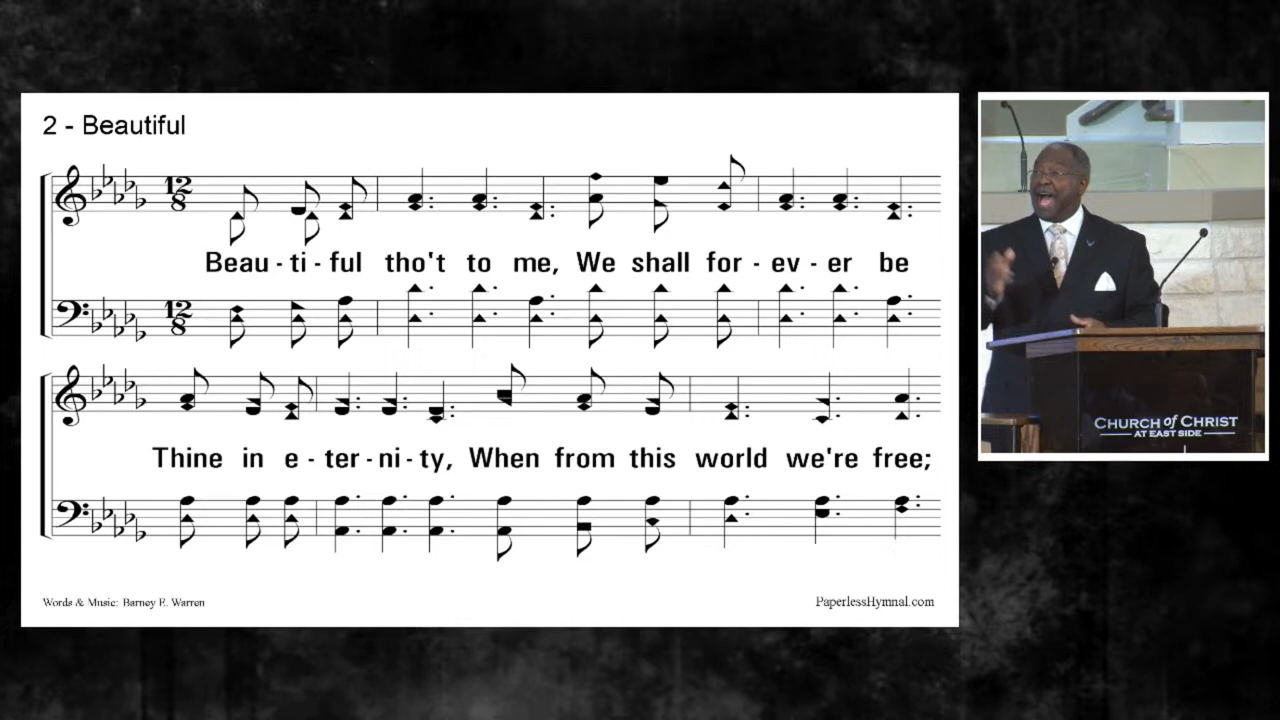 2 - Beautiful
12
8
Beau - ti - ful tho't to me, We shall for - ev - er be
12
8
Thine in e - ter - ni - ty, When from this world we're free;
Words & Music: Barney E. Warren
PaperlessHymnal.com
CHURCH of CHRIST
AT EAST SIDE